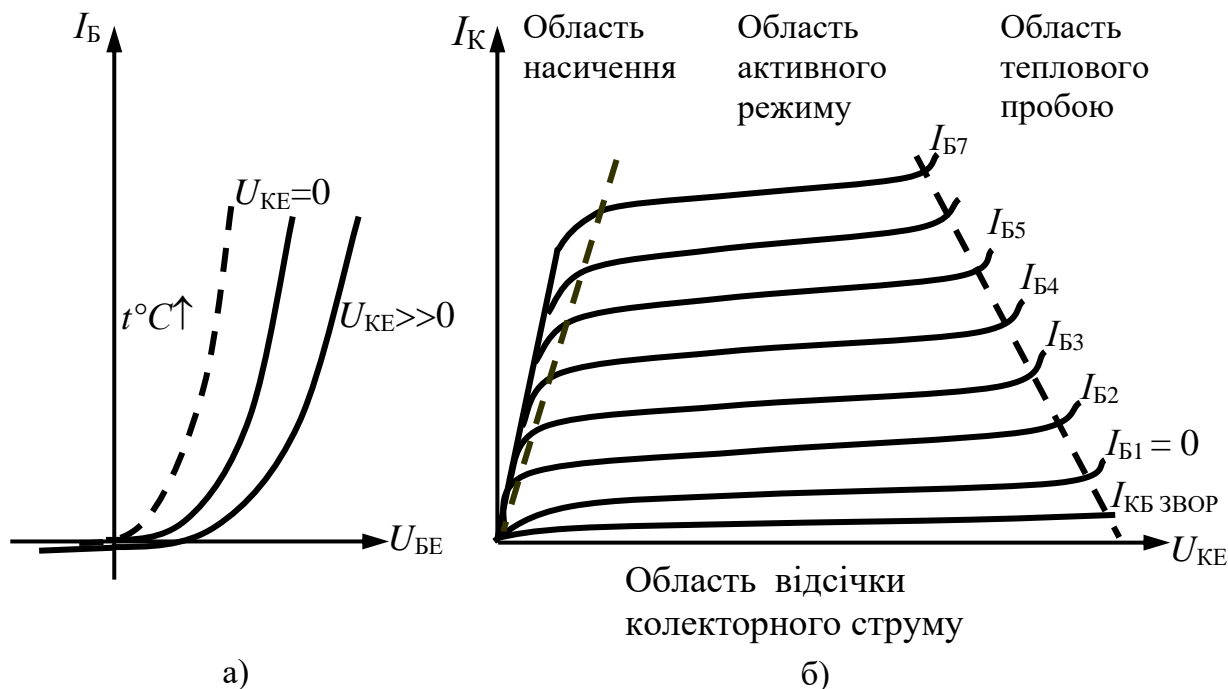 I_Б
U_КЕ=0
t°C↑
U_КЕ>>0
U_БЕ
а)
I_К
Область
насичення
Область
активного
режиму
Область
теплового
пробою
I_Б7
I_Б5
I_Б4
I_Б3
I_Б2
I_Б1 = 0
I_КБ ЗВОР
U_КЕ
Область відсічки
колекторного струму
б)